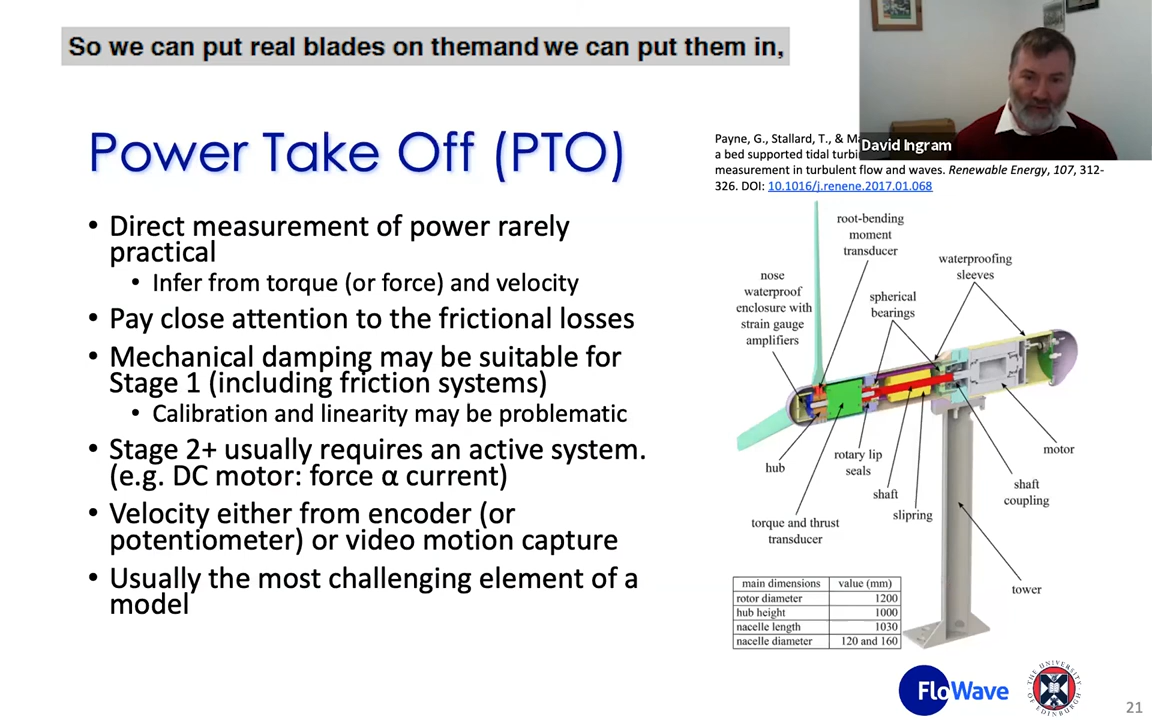 So we can put real blades on themand we can put them in,
David Ingram
Power Take Off (PTO)
• Direct measurement of power rarely
practical
• Infer from torque (or force) and velocity
• Pay close attention to the frictional losses
• Mechanical damping may be suitable for
Stage 1 (including friction systems)
• Calibration and linearity may be problematic
• Stage 2+ usually requires an active system.
(e.g. DC motor: force α current)
• Velocity either from encoder (or
potentiometer) or video motion capture
• Usually the most challenging element of a
model
Payne, G., Stallard, T., & Ma
a bed supported tidal turbi
measurement in turbulent flow and waves. Renewable Energy, 107, 312-
326. DOI: 10.1016/j.renene.2017.01.068
root-bending
moment
transducer
nose
waterproof
enclosure with
strain gauge
amplifiers
spherical
bearings
waterproofing
sleeves
hub
rotary lip
seals
shaft
slipring
torque and thrust
transducer
motor
shaft
coupling
tower
main dimensions value (mm)
rotor diameter 1200
hub height 1000
nacelle length 1030
nacelle diameter 120 and 160
FloWave
THE UNIVERSITY
OF EDINBURGH
21